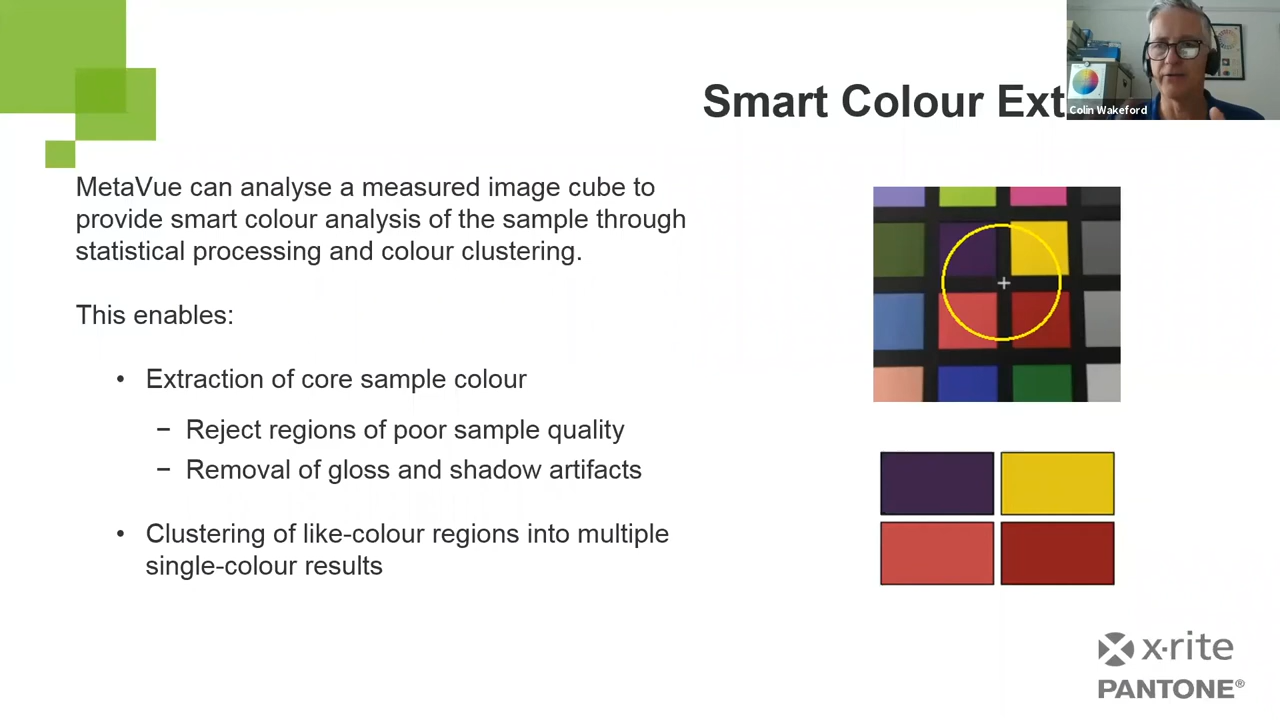 Smart Colour Ext
Colin Wakeford
MetaVue can analyse a measured image cube to
provide smart colour analysis of the sample through
statistical processing and colour clustering.
This enables:
• Extraction of core sample colour
− Reject regions of poor sample quality
− Removal of gloss and shadow artifacts
• Clustering of like-colour regions into multiple
single-colour results
x·rite
PANTONE®